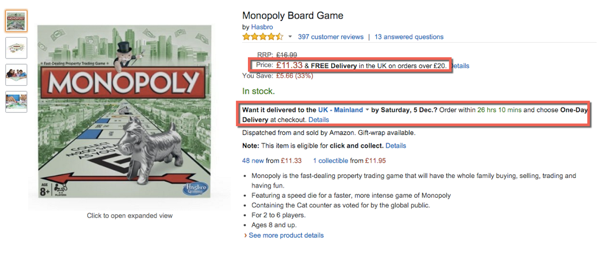 Monopoly Board Game
by Hasbro
397 customer reviews | 13 answered questions
RRP: £16.99
Price: £11.33 & FREE Delivery in the UK on orders over £20. Details
You Save: £5.66 (33%)
In stock.
Want it delivered to the UK - Mainland by Saturday, 5 Dec.? Order within 26 hrs 10 mins and choose One-Day
Delivery at checkout. Details
Dispatched from and sold by Amazon. Gift-wrap available.
Note: This item is eligible for click and collect. Details
48 new from £11.33 1 collectible from £11.95
Monopoly is the fast-dealing property trading game that will have the whole family buying, selling, trading and
having fun.
Featuring a speed die for a faster, more intense game of Monopoly
Containing the Cat counter as voted for by the global public.
For 2 to 6 players.
Ages 8 and up.
See more product details
MONOPOLY
8+
Hasbro
Gaming
Click to open expanded view